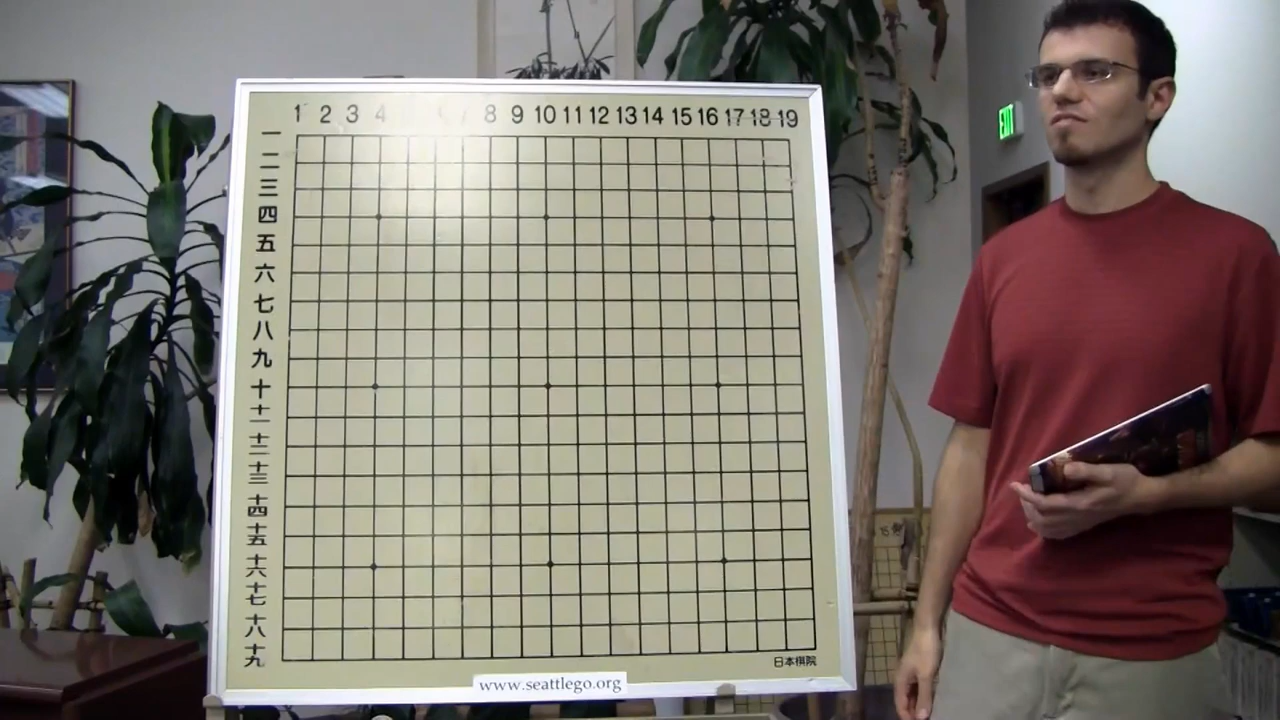 1 2 3 4 8 9 10 11 12 13 14 15 16 17 18 19
一
二
三
四
五
六
七
八
九
十
十一
十二
十三
十四
十五
十六
十七
十八
十九
EXIT
日本棋院
www.seattlego.org